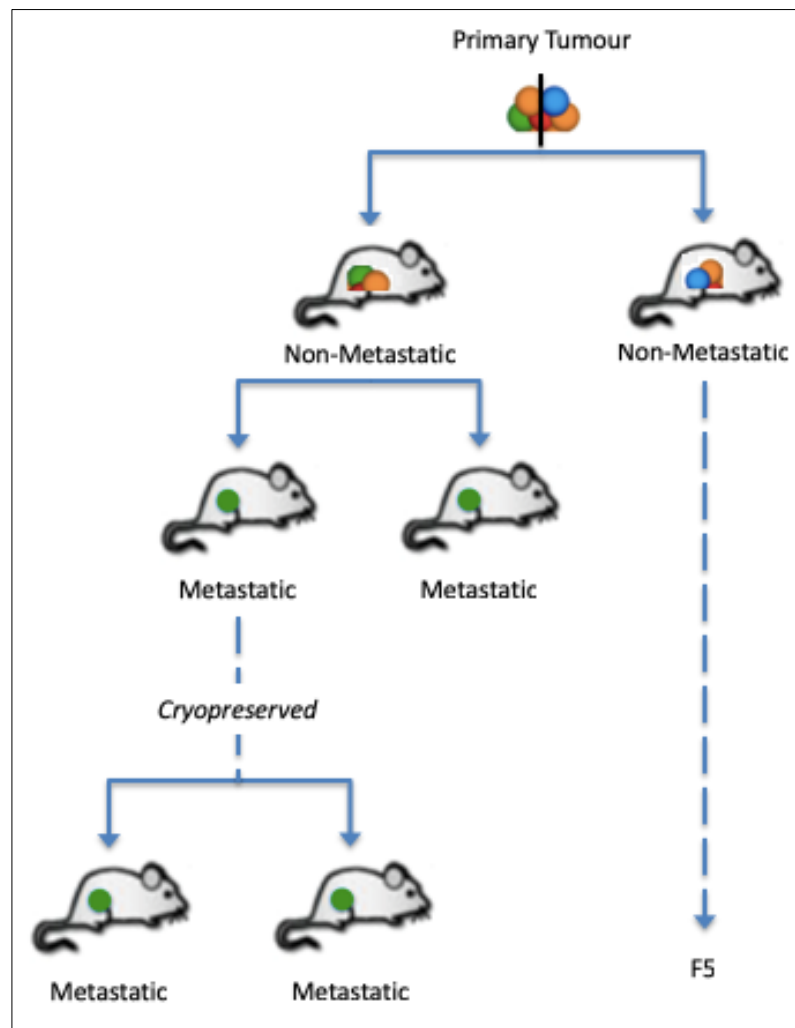 Primary Tumour
Non-Metastatic
Non-Metastatic
Metastatic
Metastatic
Cryopreserved
Metastatic
Metastatic
F5